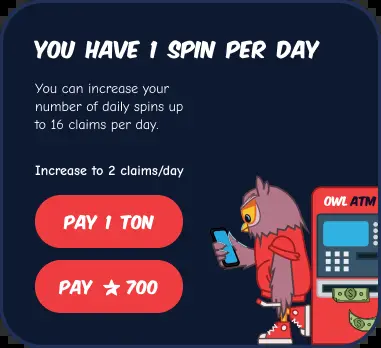 YOU HAVE 1 SPIN PER DAY
You can increase your
number of daily spins up
to 16 claims per day.
Increase to 2 claims/day
PAY 1 TON
PAY ★ 700
OWL ATM